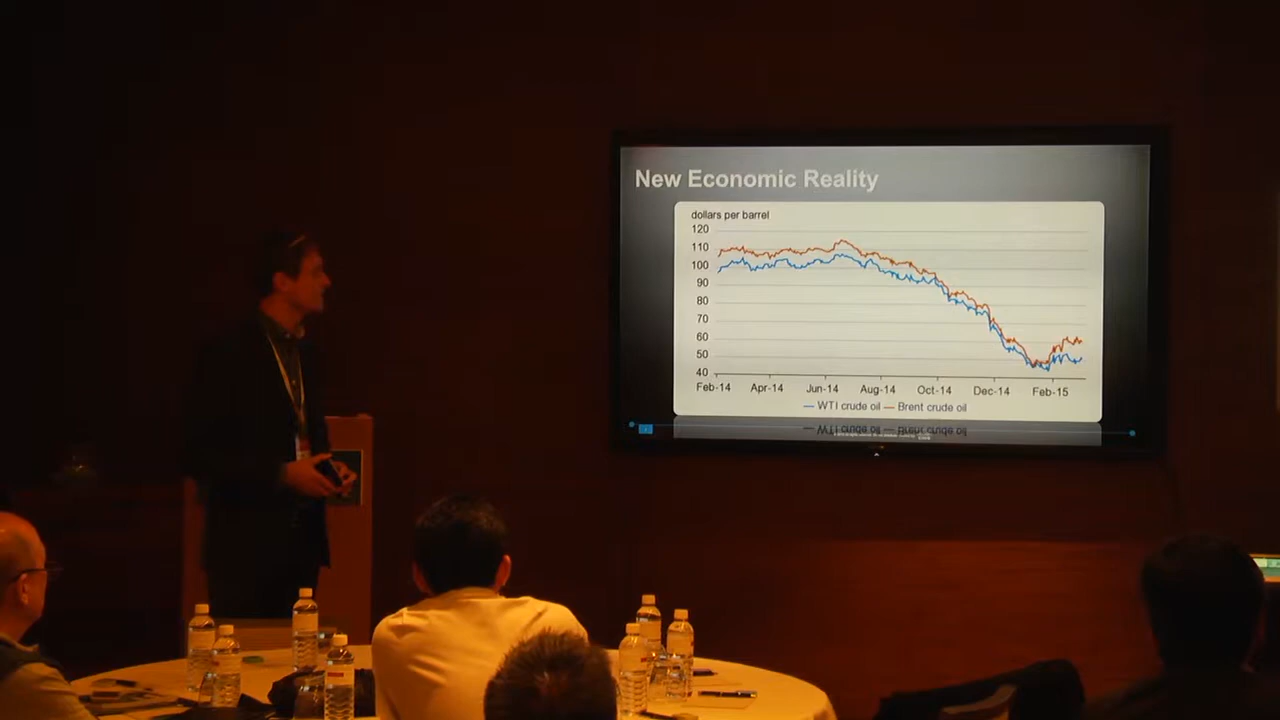 New Economic Reality
dollars per barrel
120
110
100
90
80
70
60
50
40
Feb-14 Apr-14 Jun-14 Aug-14 Oct-14 Dec-14 Feb-15
WTI crude oil Brent crude oil